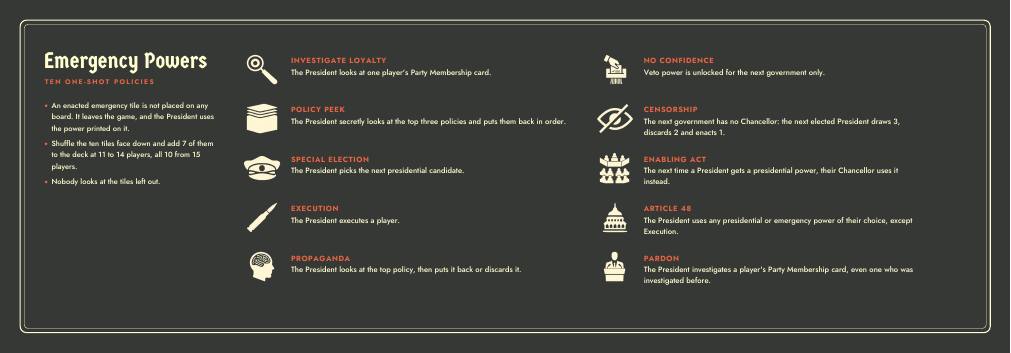 Emergency Powers
TEN ONE-SHOT POLICIES
• An enacted emergency tile is not placed on any
board. It leaves the game, and the President uses
the power printed on it.
• Shuffle the ten tiles face down and add 7 of them
to the deck at 11 to 14 players, all 10 from 15
players.
• Nobody looks at the tiles left out.
INVESTIGATE LOYALTY
The President looks at one player's Party Membership card.
POLICY PEEK
The President secretly looks at the top three policies and puts them back in order.
SPECIAL ELECTION
The President picks the next presidential candidate.
EXECUTION
The President executes a player.
PROPAGANDA
The President looks at the top policy, then puts it back or discards it.
NO CONFIDENCE
Veto power is unlocked for the next government only.
CENSORSHIP
The next government has no Chancellor: the next elected President draws 3,
discards 2 and enacts 1.
ENABLING ACT
The next time a President gets a presidential power, their Chancellor uses it
instead.
ARTICLE 48
The President uses any presidential or emergency power of their choice, except
Execution.
PARDON
The President investigates a player's Party Membership card, even one who was
investigated before.